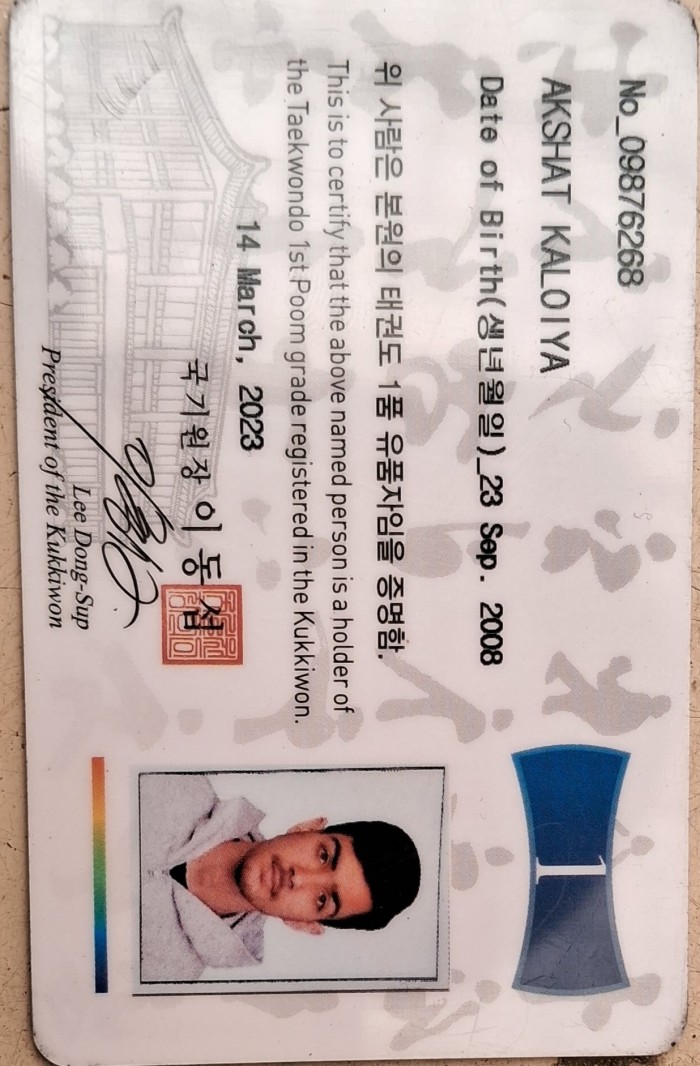 No_09876268
AKSHAT KALOIYA
Date of Birth(생년월일)_23 Sep. 2008
위 사람은 본원의 태권도 1품 유품자임을 증명함.
This is to certify that the above named person is a holder of
the Taekwondo 1st Poom grade registered in the Kukkiwon.
14 March, 2023
국기원장 이동섭
Lee Dong-Sup
President of the Kukkiwon
1